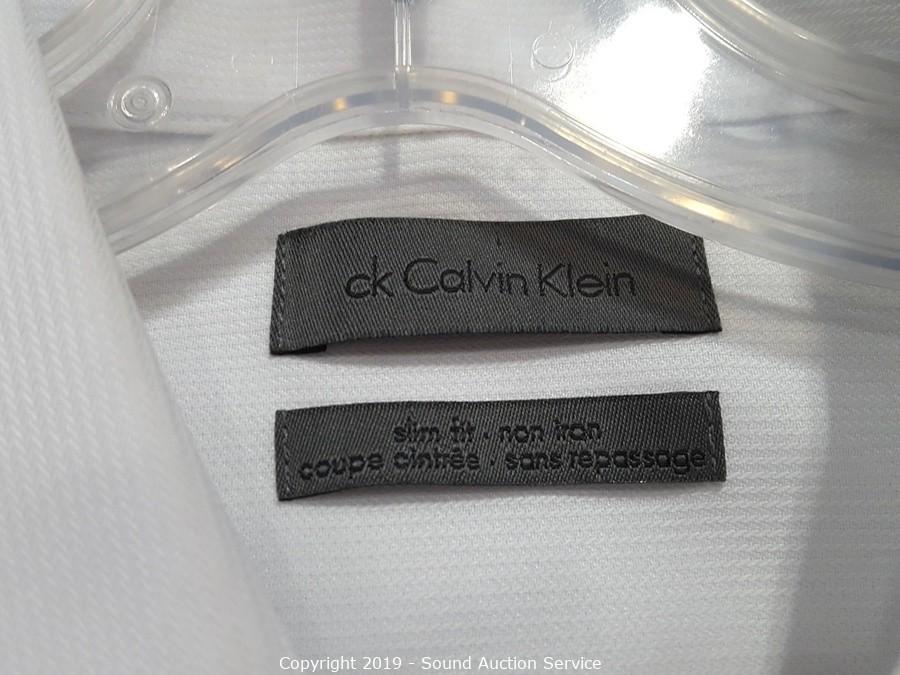 ck Calvin Klein
slim fit · non iron
coupe cintrée · sans repassage
Copyright 2019 - Sound Auction Service